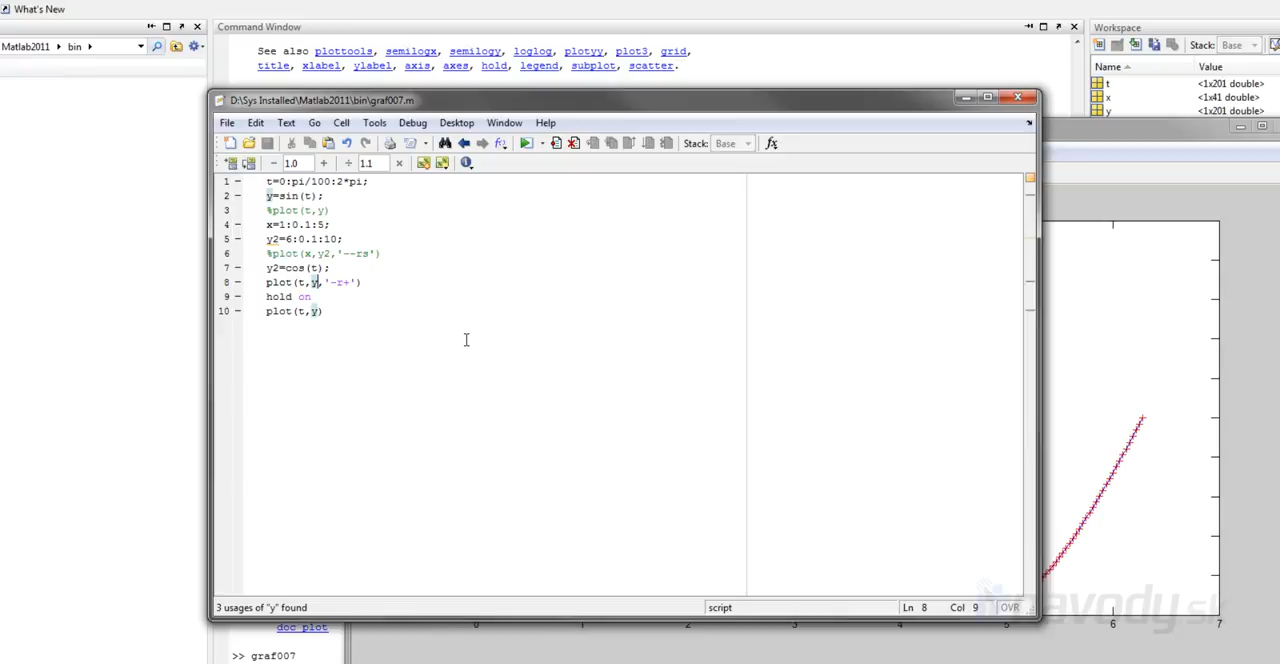 What's New
Command Window
Workspace
Matlab2011 bin
See also plottools, semilogx, semilogy, loglog, plotyy, plot3, grid,
title, xlabel, ylabel, axis, axes, hold, legend, subplot, scatter.
Stack: Base
Name Value
t <1x201 double>
x <1x41 double>
y <1x201 double>
D:\Sys Installed\Matlab2011\bin\graf007.m
File Edit Text Go Cell Tools Debug Desktop Window Help
Stack: Base fx
− 1.0 + ÷ 1.1 ×
1 – t=0:pi/100:2*pi;
2 – y=sin(t);
3 – %plot(t,y)
4 – x=1:0.1:5;
5 – y2=6:0.1:10;
6 – %plot(x,y2,'--rs')
7 – y2=cos(t);
8 – plot(t,y,'-r+')
9 – hold on
10 – plot(t,y)
3 usages of "y" found script Ln 8 Col 9 OVR
navody.sk
doc plot
0 1 2 3 4 5 6 7
>> graf007